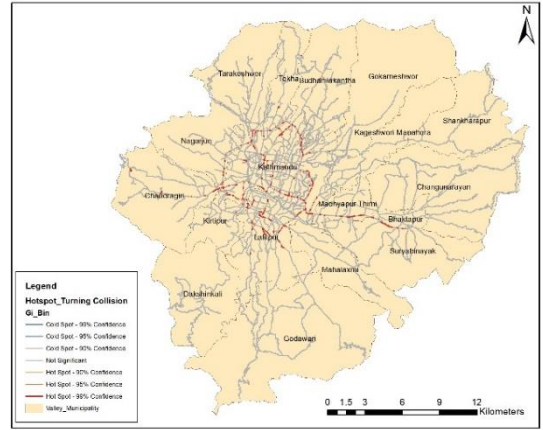 N
Tarakeshwor
Tokha
Budhanilkantha
Gokarneshwor
Shankharapur
Kageshwori Manahora
Nagarjun
Kathmandu
Changunarayan
Chandragiri
Madhyapur Thimi
Bhaktapur
Kirtipur
Lalitpur
Suryabinayak
Mahalaxmi
Dakshinkali
Godawari
Legend
Hotspot_Turning Collision
Gi_Bin
Cold Spot - 99% Confidence
Cold Spot - 95% Confidence
Cold Spot - 90% Confidence
Not Significant
Hot Spot - 90% Confidence
Hot Spot - 95% Confidence
Hot Spot - 99% Confidence
Valley_Municipality
0 1.5 3 6 9 12
Kilometers